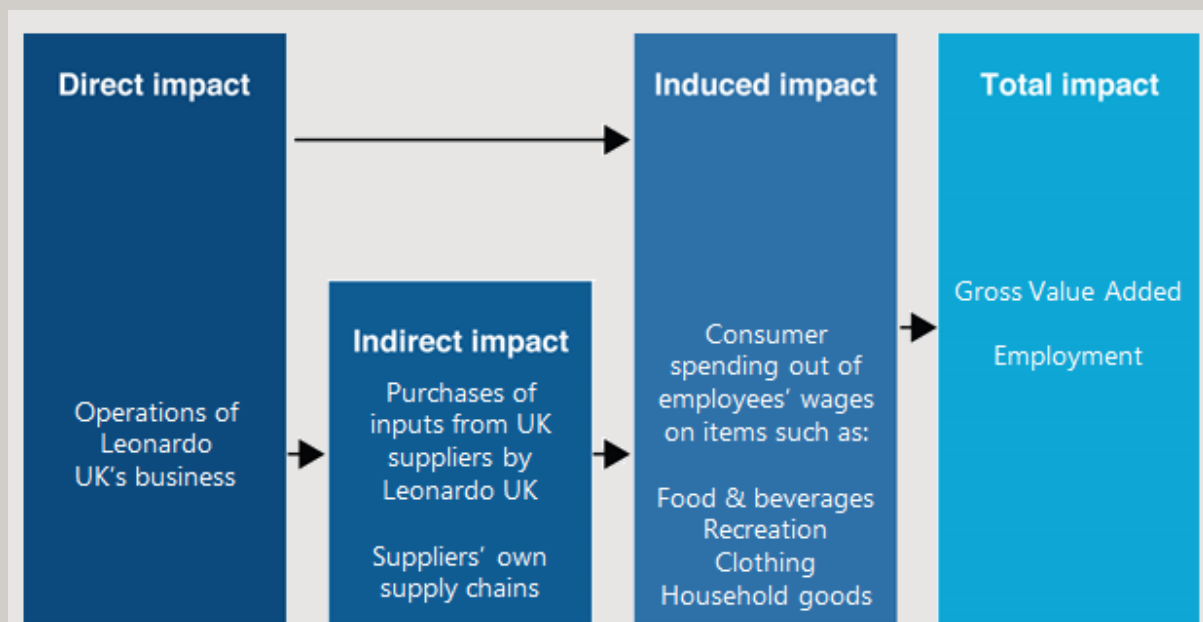 Direct impact
Operations of
Leonardo
UK's business
Indirect impact
Purchases of
inputs from UK
suppliers by
Leonardo UK
Suppliers' own
supply chains
Induced impact
Consumer
spending out of
employees' wages
on items such as:
Food & beverages
Recreation
Clothing
Household goods
Total impact
Gross Value Added
Employment